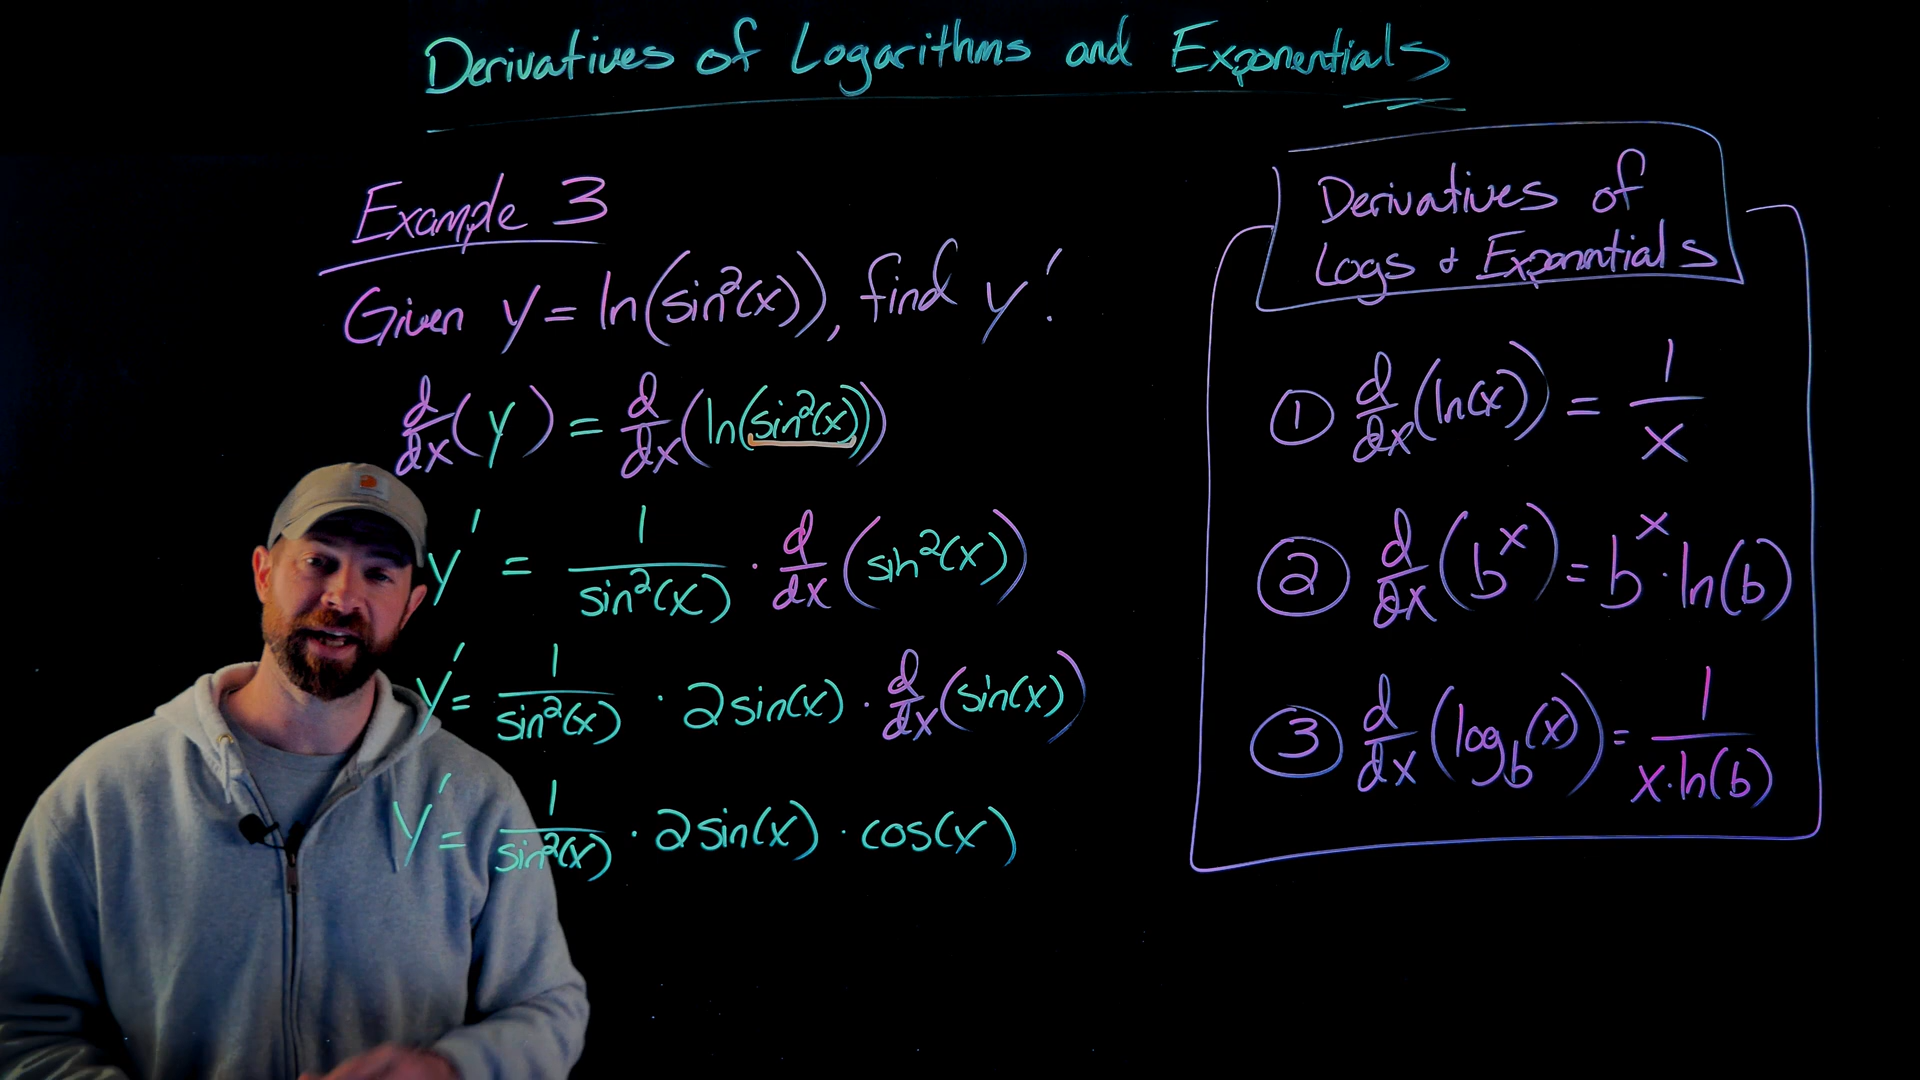 Derivatives of Logarithms and Exponentials
Example 3
Given y = ln(sin²(x)), find y'.
d/dx(y) = d/dx(ln(sin²(x)))
y' = 1/sin²(x) · d/dx(sin²(x))
y' = 1/sin²(x) · 2sin(x) · d/dx(sin(x))
y' = 1/sin²(x) · 2sin(x) · cos(x)
Derivatives of
Logs & Exponentials
① d/dx(ln(x)) = 1/x
② d/dx(b^x) = b^x · ln(b)
③ d/dx(log_b(x)) = 1/(x·ln(b))